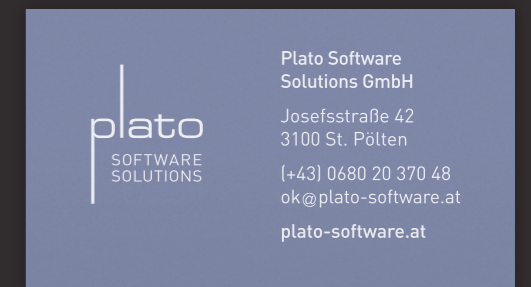 plato
SOFTWARE
SOLUTIONS
Plato Software
Solutions GmbH
Josefsstraße 42
3100 St. Pölten
(+43) 0680 20 370 48
ok@plato-software.at
plato-software.at